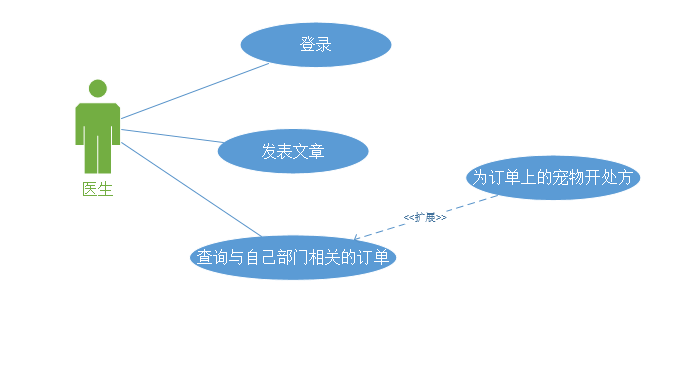 登录
发表文章
医生
为订单上的宠物开处方
<<扩展>>
查询与自己部门相关的订单